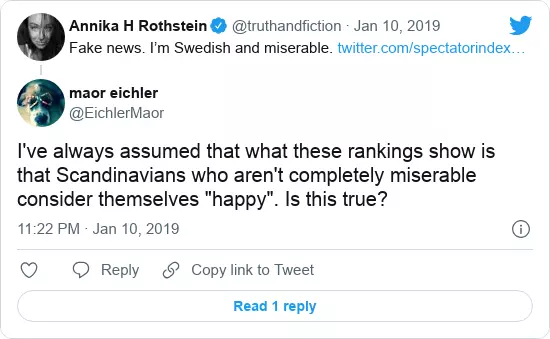 Annika H Rothstein @truthandfiction · Jan 10, 2019
Fake news. I’m Swedish and miserable. twitter.com/spectatorindex…
maor eichler
@EichlerMaor
I've always assumed that what these rankings show is
that Scandinavians who aren't completely miserable
consider themselves "happy". Is this true?
11:22 PM · Jan 10, 2019
Reply Copy link to Tweet
Read 1 reply